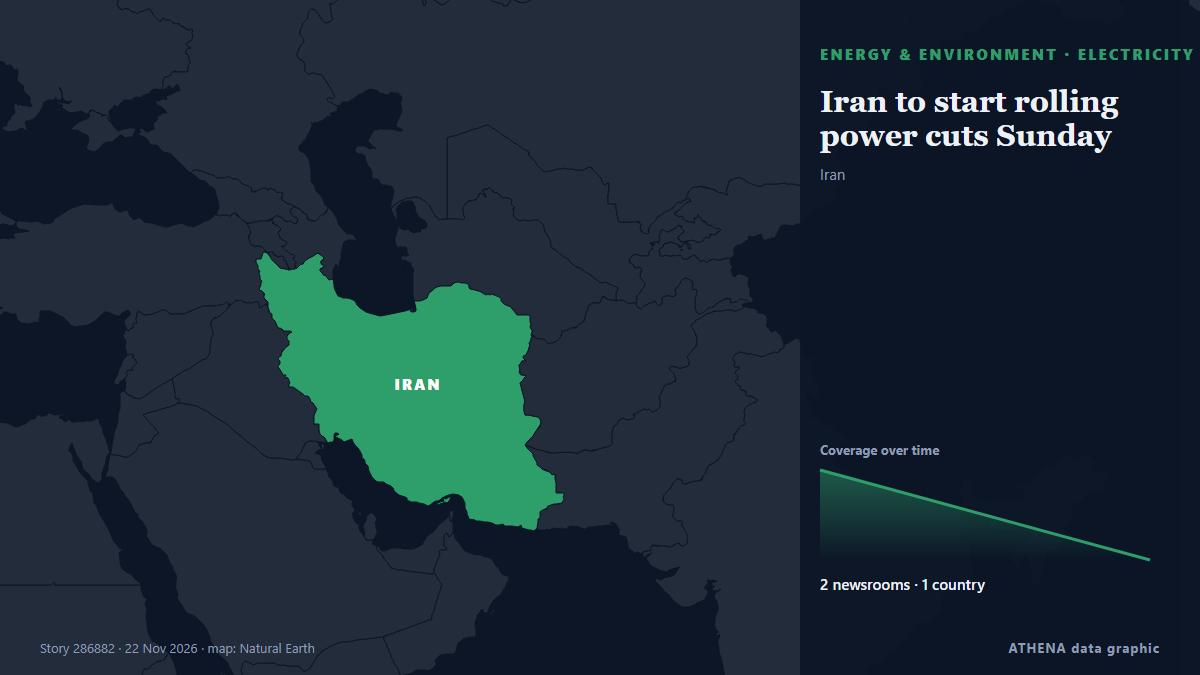 ENERGY & ENVIRONMENT · ELECTRICITY
Iran to start rolling
power cuts Sunday
Iran
IRAN
Coverage over time
2 newsrooms · 1 country
Story 286882 · 22 Nov 2026 · map: Natural Earth
ATHENA data graphic